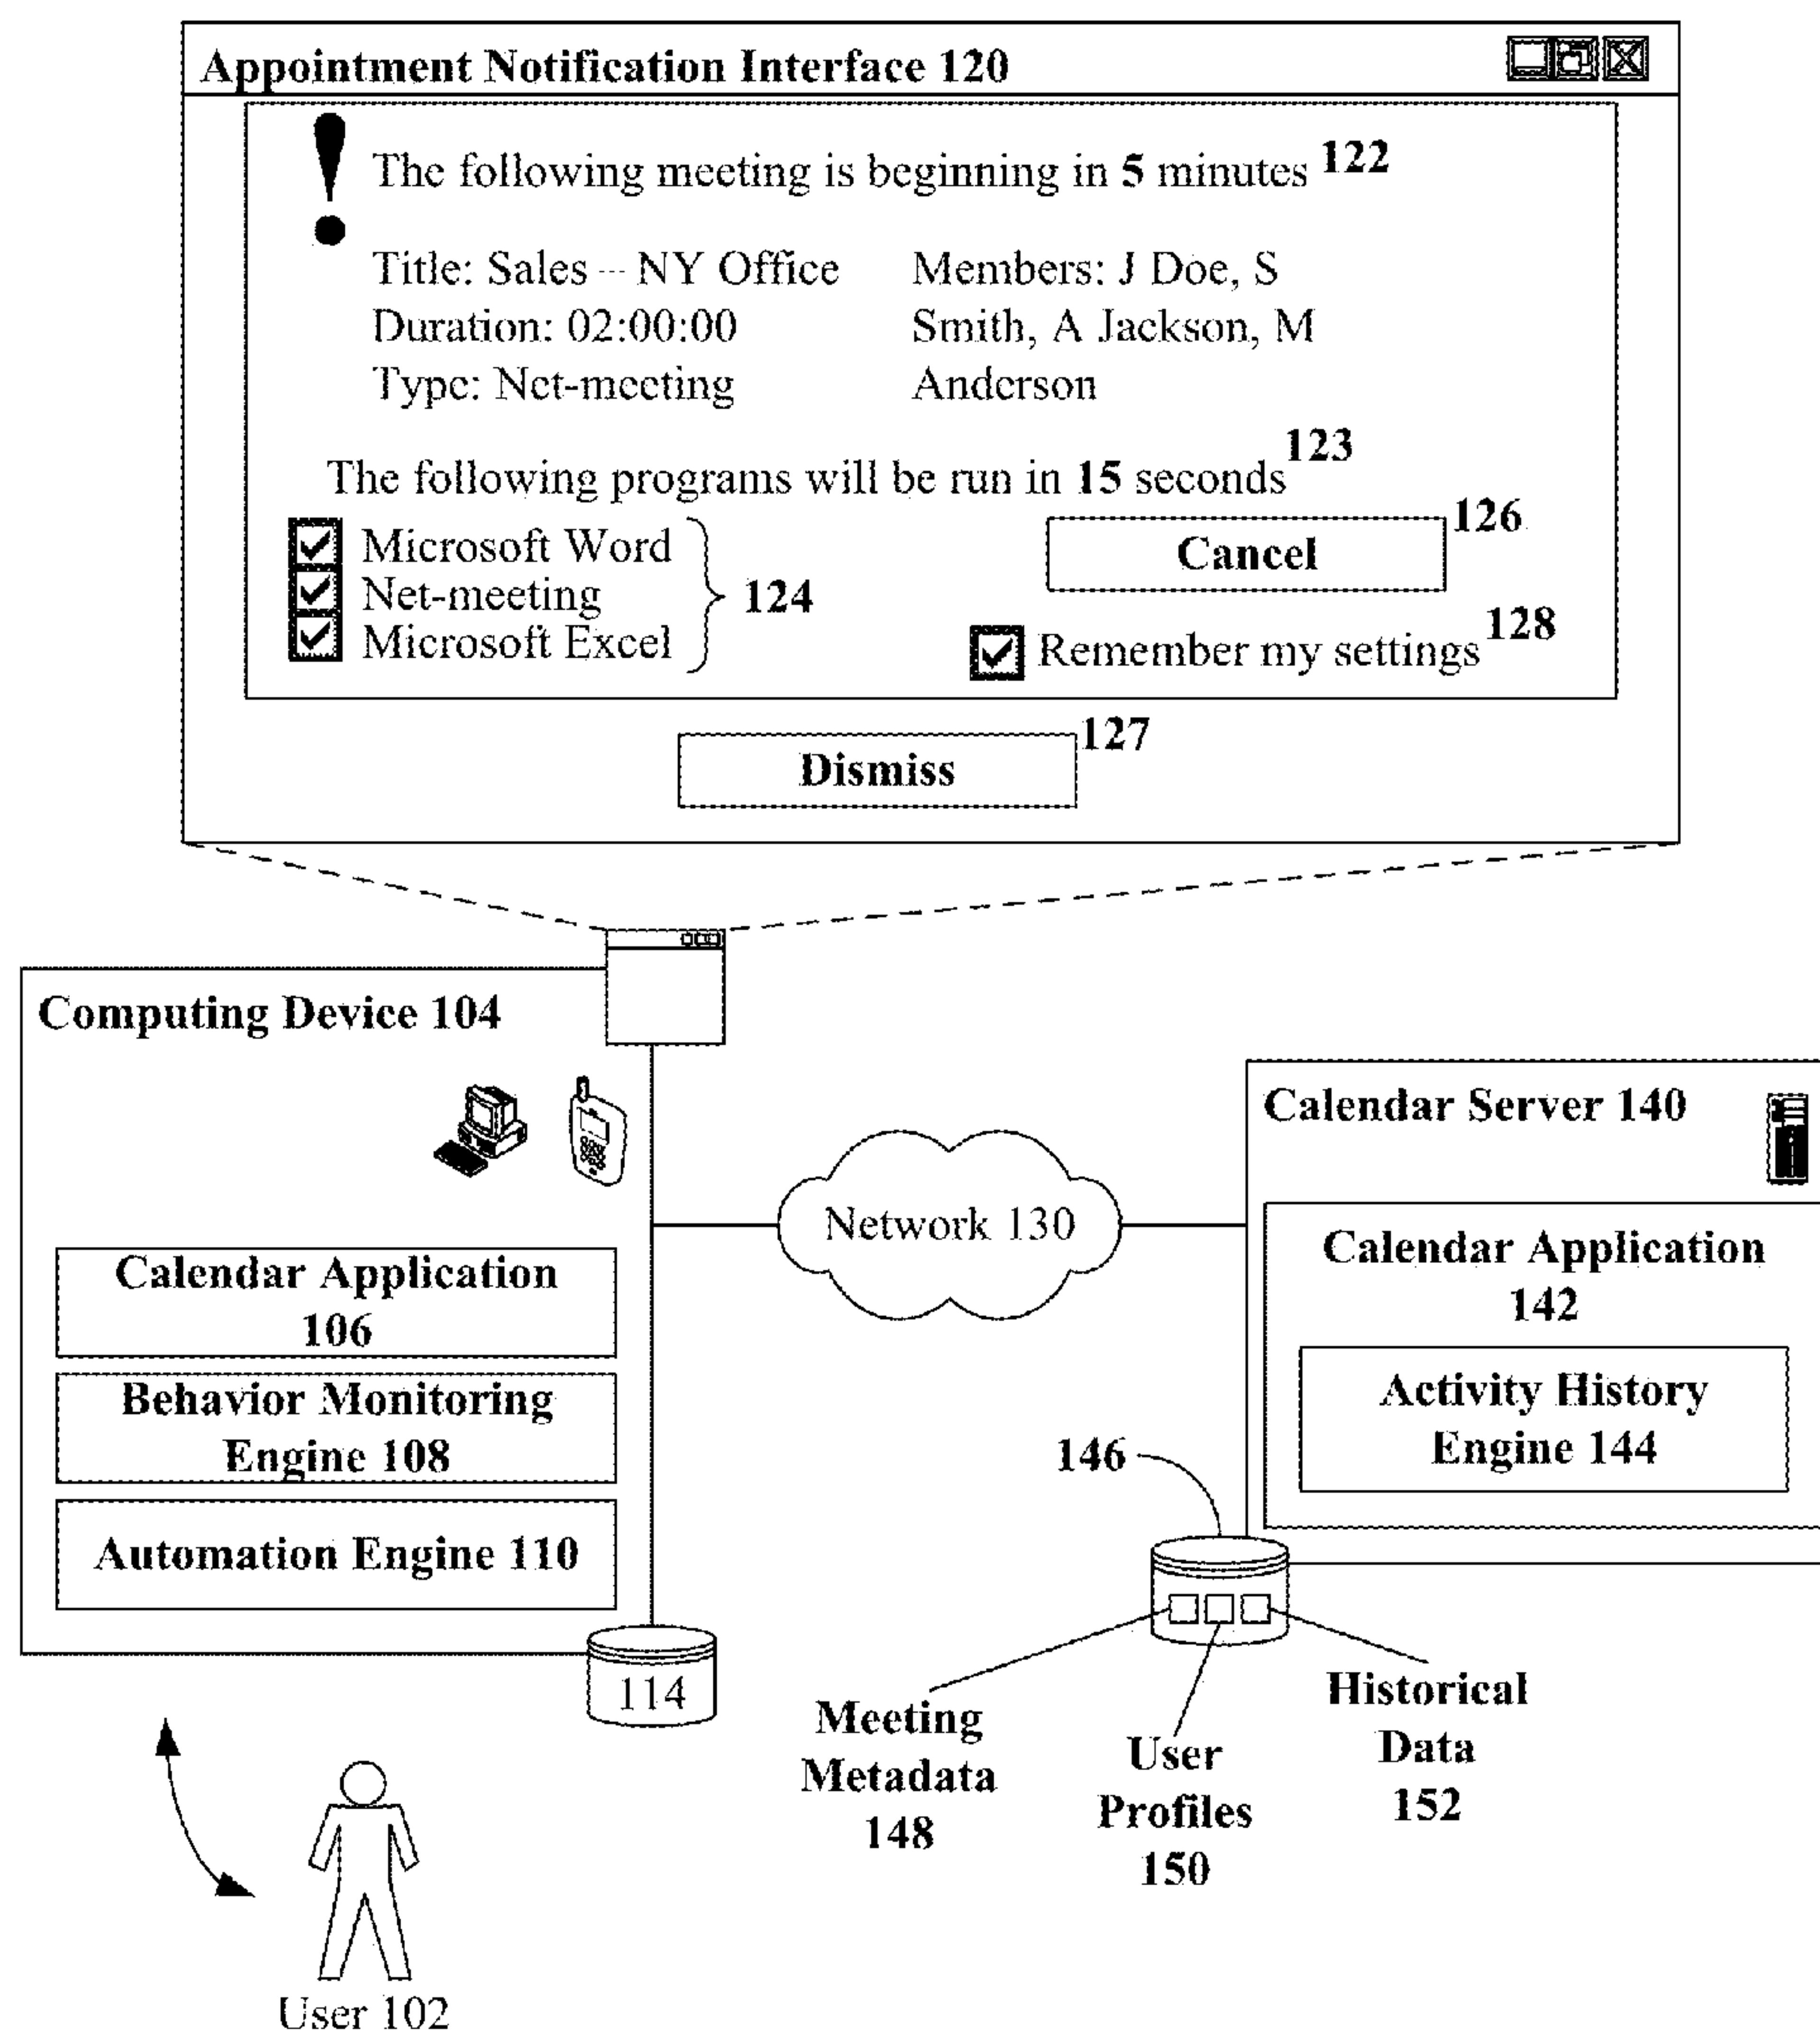 Appointment Notification Interface 120
The following meeting is beginning in 5 minutes 122
Title: Sales -- NY Office
Duration: 02:00:00
Type: Net-meeting
Members: J Doe, S
Smith, A Jackson, M
Anderson
The following programs will be run in 15 seconds 123
Microsoft Word
Net-meeting
Microsoft Excel
124
Cancel
126
Remember my settings 128
Dismiss
127
Computing Device 104
Calendar Application
106
Behavior Monitoring
Engine 108
Automation Engine 110
114
User 102
Network 130
Calendar Server 140
Calendar Application
142
Activity History
Engine 144
146
Meeting
Metadata
148
User
Profiles
150
Historical
Data
152